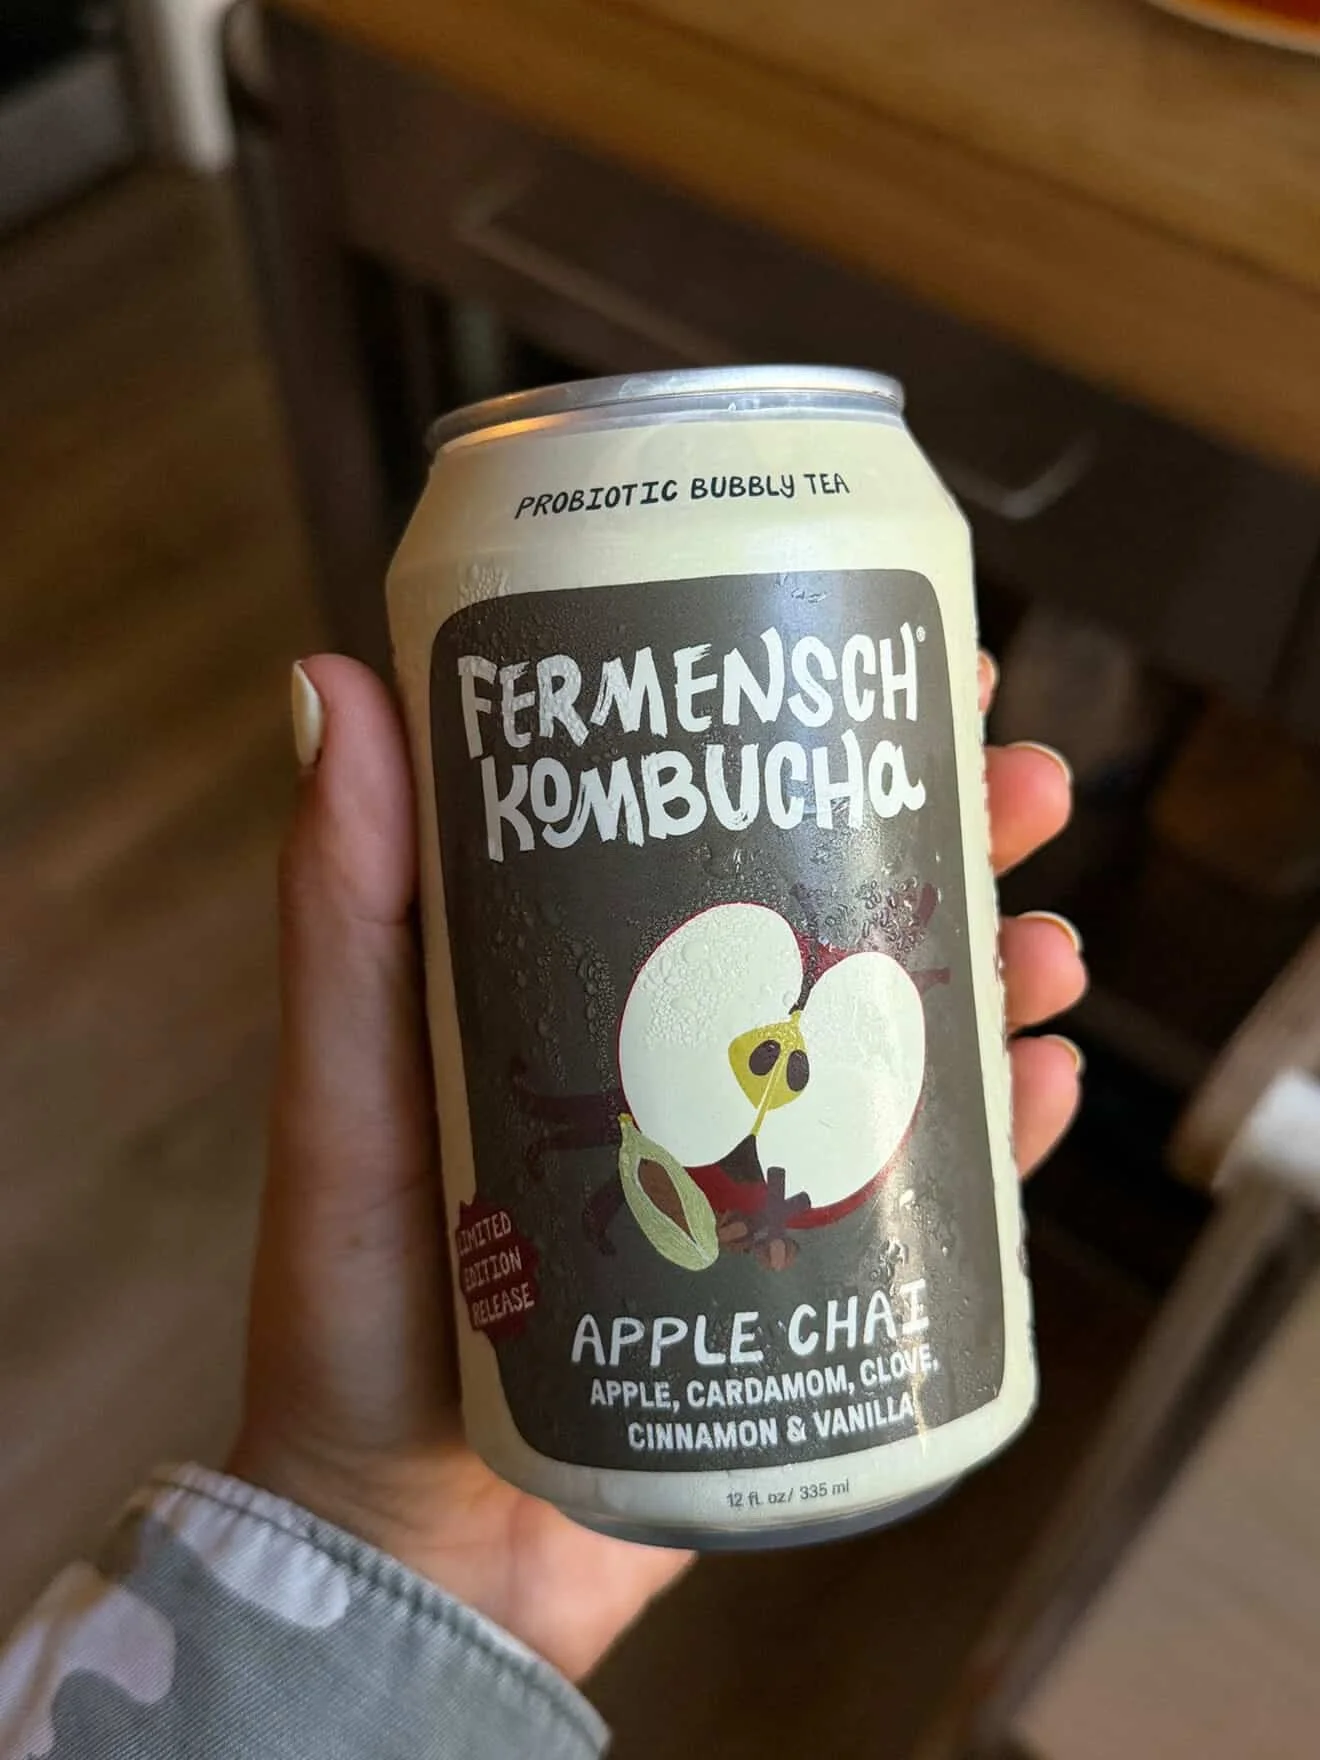 PROBIOTIC BUBBLY TEA
FERMENSCH®
KOMBUCHa
LIMITED
EDITION
RELEASE
APPLE CHAI
APPLE, CARDAMOM, CLOVE,
CINNAMON & VANILLA
12 fl. oz/ 335 ml